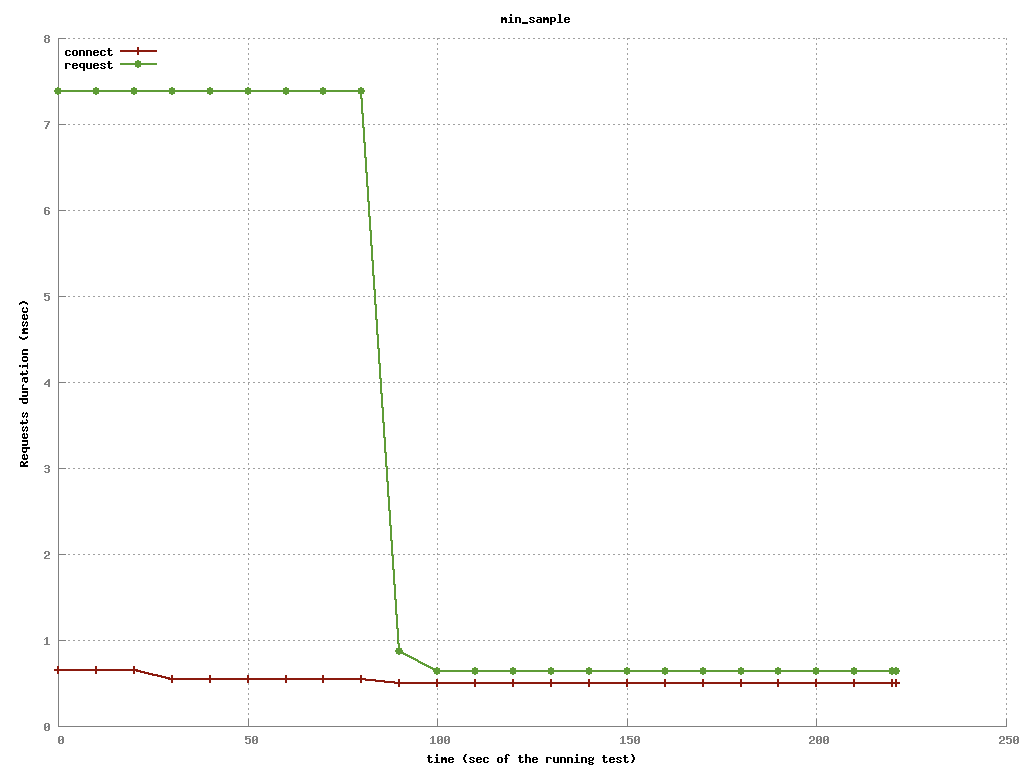 min_sample
connect
request
8
7
6
5
4
3
2
1
0
Requests duration (msec)
0 50 100 150 200 250
time (sec of the running test)